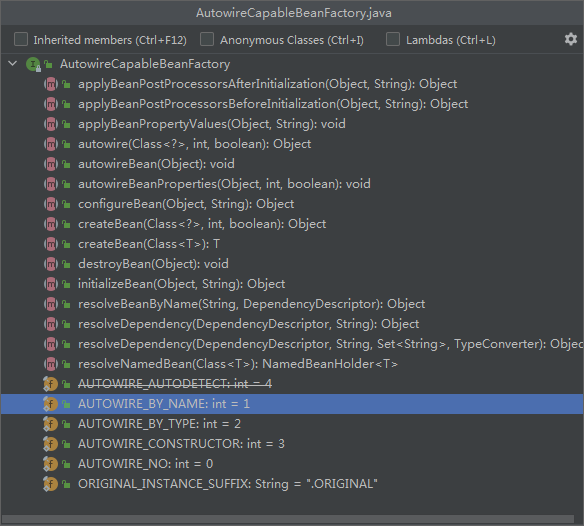 AutowireCapableBeanFactory.java
Inherited members (Ctrl+F12) Anonymous Classes (Ctrl+I) Lambdas (Ctrl+L)
AutowireCapableBeanFactory
applyBeanPostProcessorsAfterInitialization(Object, String): Object
applyBeanPostProcessorsBeforeInitialization(Object, String): Object
applyBeanPropertyValues(Object, String): void
autowire(Class<?>, int, boolean): Object
autowireBean(Object): void
autowireBeanProperties(Object, int, boolean): void
configureBean(Object, String): Object
createBean(Class<?>, int, boolean): Object
createBean(Class<T>): T
destroyBean(Object): void
initializeBean(Object, String): Object
resolveBeanByName(String, DependencyDescriptor): Object
resolveDependency(DependencyDescriptor, String): Object
resolveDependency(DependencyDescriptor, String, Set<String>, TypeConverter): Objec
resolveNamedBean(Class<T>): NamedBeanHolder<T>
AUTOWIRE_AUTODETECT: int = 4
AUTOWIRE_BY_NAME: int = 1
AUTOWIRE_BY_TYPE: int = 2
AUTOWIRE_CONSTRUCTOR: int = 3
AUTOWIRE_NO: int = 0
ORIGINAL_INSTANCE_SUFFIX: String = ".ORIGINAL"